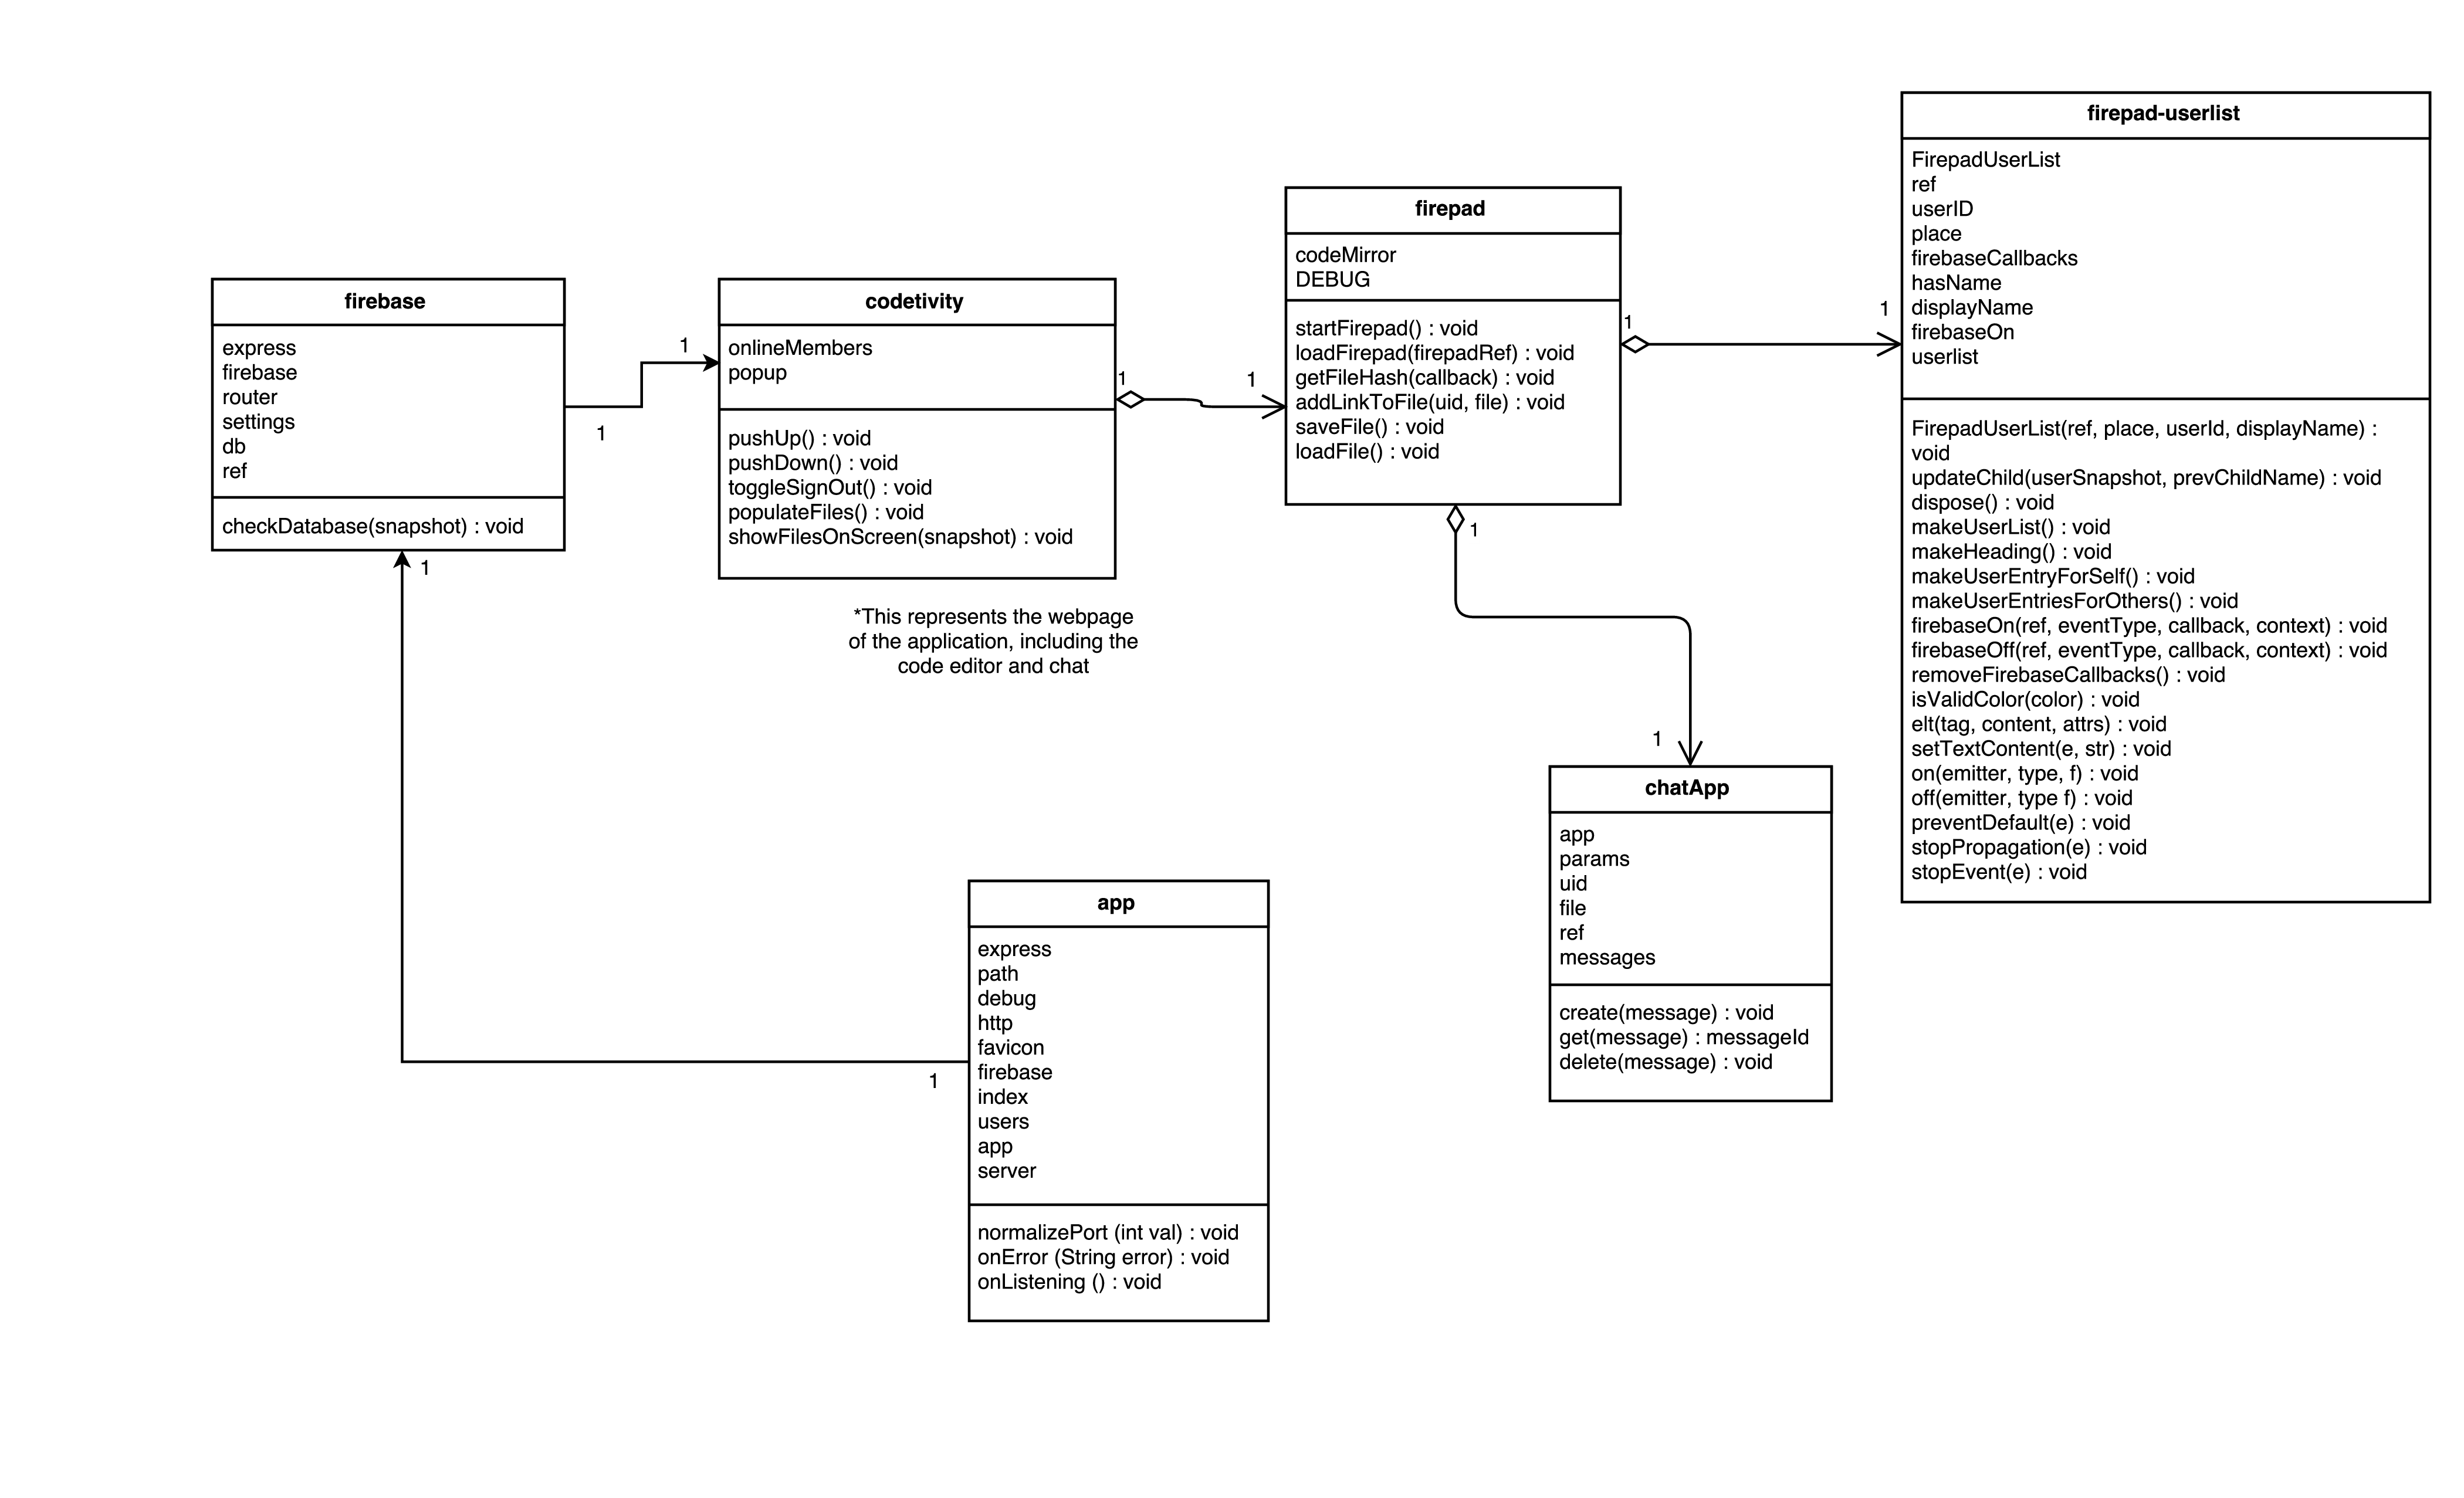 firebase
express
firebase
router
settings
db
ref
checkDatabase(snapshot) : void
1
1
1
codetivity
onlineMembers
popup
pushUp() : void
pushDown() : void
toggleSignOut() : void
populateFiles() : void
showFilesOnScreen(snapshot) : void
*This represents the webpage
of the application, including the
code editor and chat
1
1
firepad
codeMirror
DEBUG
startFirepad() : void
loadFirepad(firepadRef) : void
getFileHash(callback) : void
addLinkToFile(uid, file) : void
saveFile() : void
loadFile() : void
1
1
1
1
firepad-userlist
FirepadUserList
ref
userID
place
firebaseCallbacks
hasName
displayName
firebaseOn
userlist
FirepadUserList(ref, place, userId, displayName) :
void
updateChild(userSnapshot, prevChildName) : void
dispose() : void
makeUserList() : void
makeHeading() : void
makeUserEntryForSelf() : void
makeUserEntriesForOthers() : void
firebaseOn(ref, eventType, callback, context) : void
firebaseOff(ref, eventType, callback, context) : void
removeFirebaseCallbacks() : void
isValidColor(color) : void
elt(tag, content, attrs) : void
setTextContent(e, str) : void
on(emitter, type, f) : void
off(emitter, type f) : void
preventDefault(e) : void
stopPropagation(e) : void
stopEvent(e) : void
chatApp
app
params
uid
file
ref
messages
create(message) : void
get(message) : messageId
delete(message) : void
app
express
path
debug
http
favicon
firebase
index
users
app
server
normalizePort (int val) : void
onError (String error) : void
onListening () : void
1